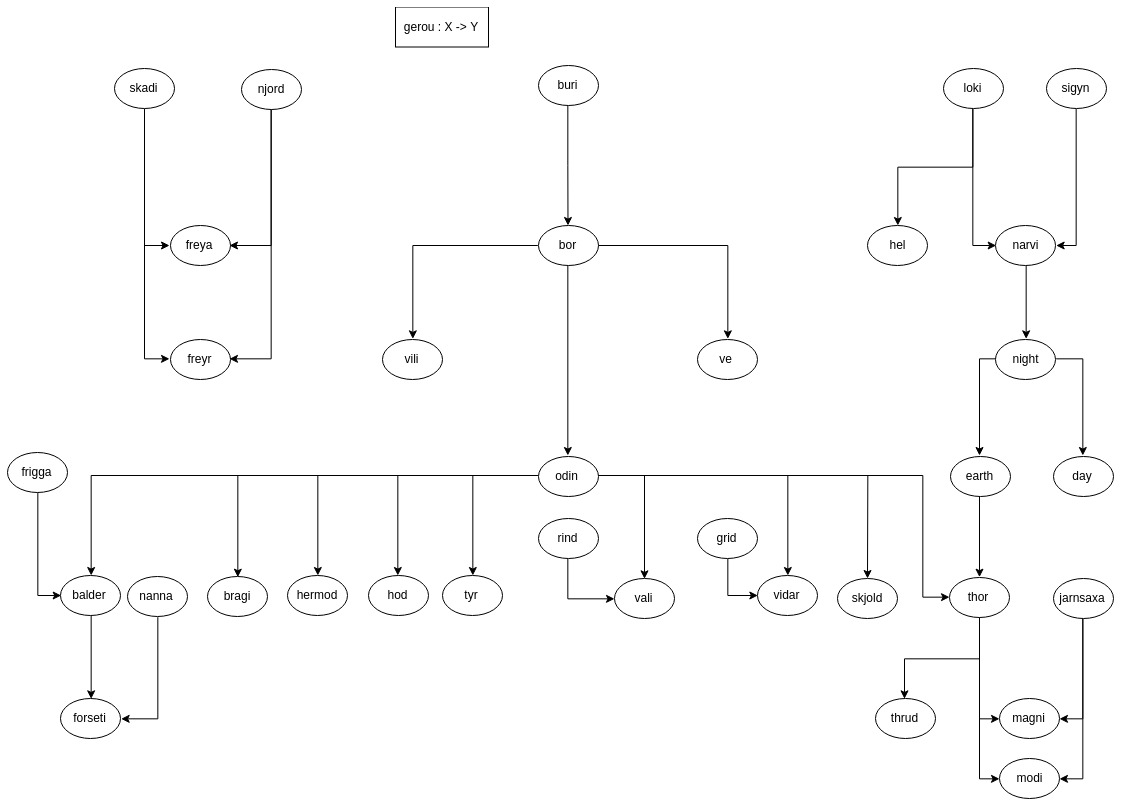 gerou : X -> Y
skadi
njord
buri
loki
sigyn
freya
bor
hel
narvi
freyr
vili
ve
night
frigga
odin
earth
day
rind
grid
balder
nanna
bragi
hermod
hod
tyr
vali
vidar
skjold
thor
jarnsaxa
forseti
thrud
magni
modi